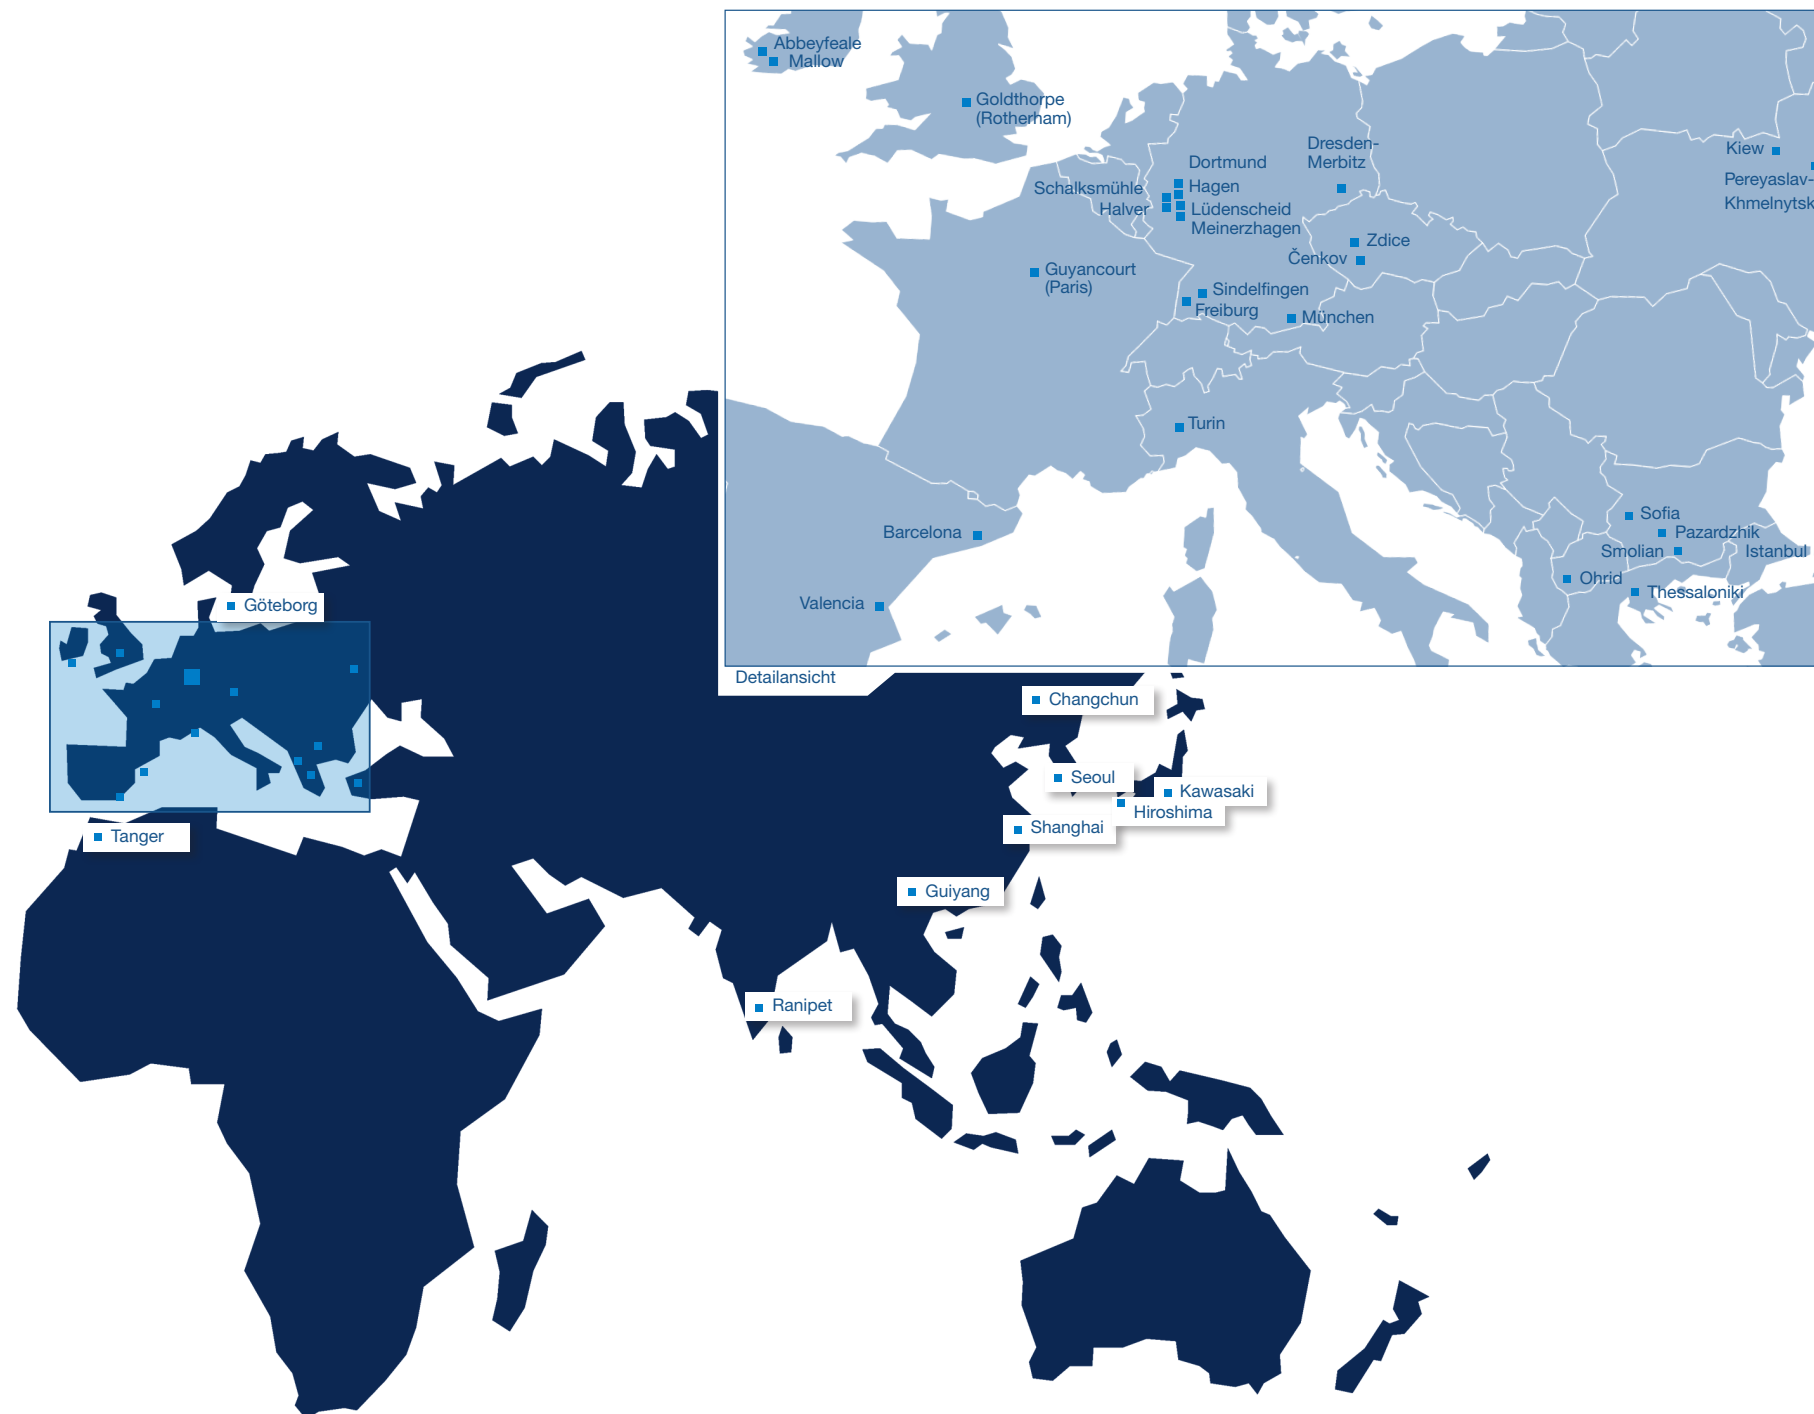 Abbeyfeale
Mallow
Goldthorpe
(Rotherham)
Dortmund
Dresden-
Merbitz
Kiew
Pereyaslav-
Khmelnytsk
Schalksmühle
Hagen
Halver
Lüdenscheid
Meinerzhagen
Zdice
Čenkov
Guyancourt
(Paris)
Sindelfingen
Freiburg
München
Turin
Barcelona
Sofia
Pazardzhik
Smolian
Istanbul
Ohrid
Thessaloniki
Valencia
Göteborg
Detailansicht
Changchun
Seoul
Kawasaki
Hiroshima
Shanghai
Tanger
Guiyang
Ranipet